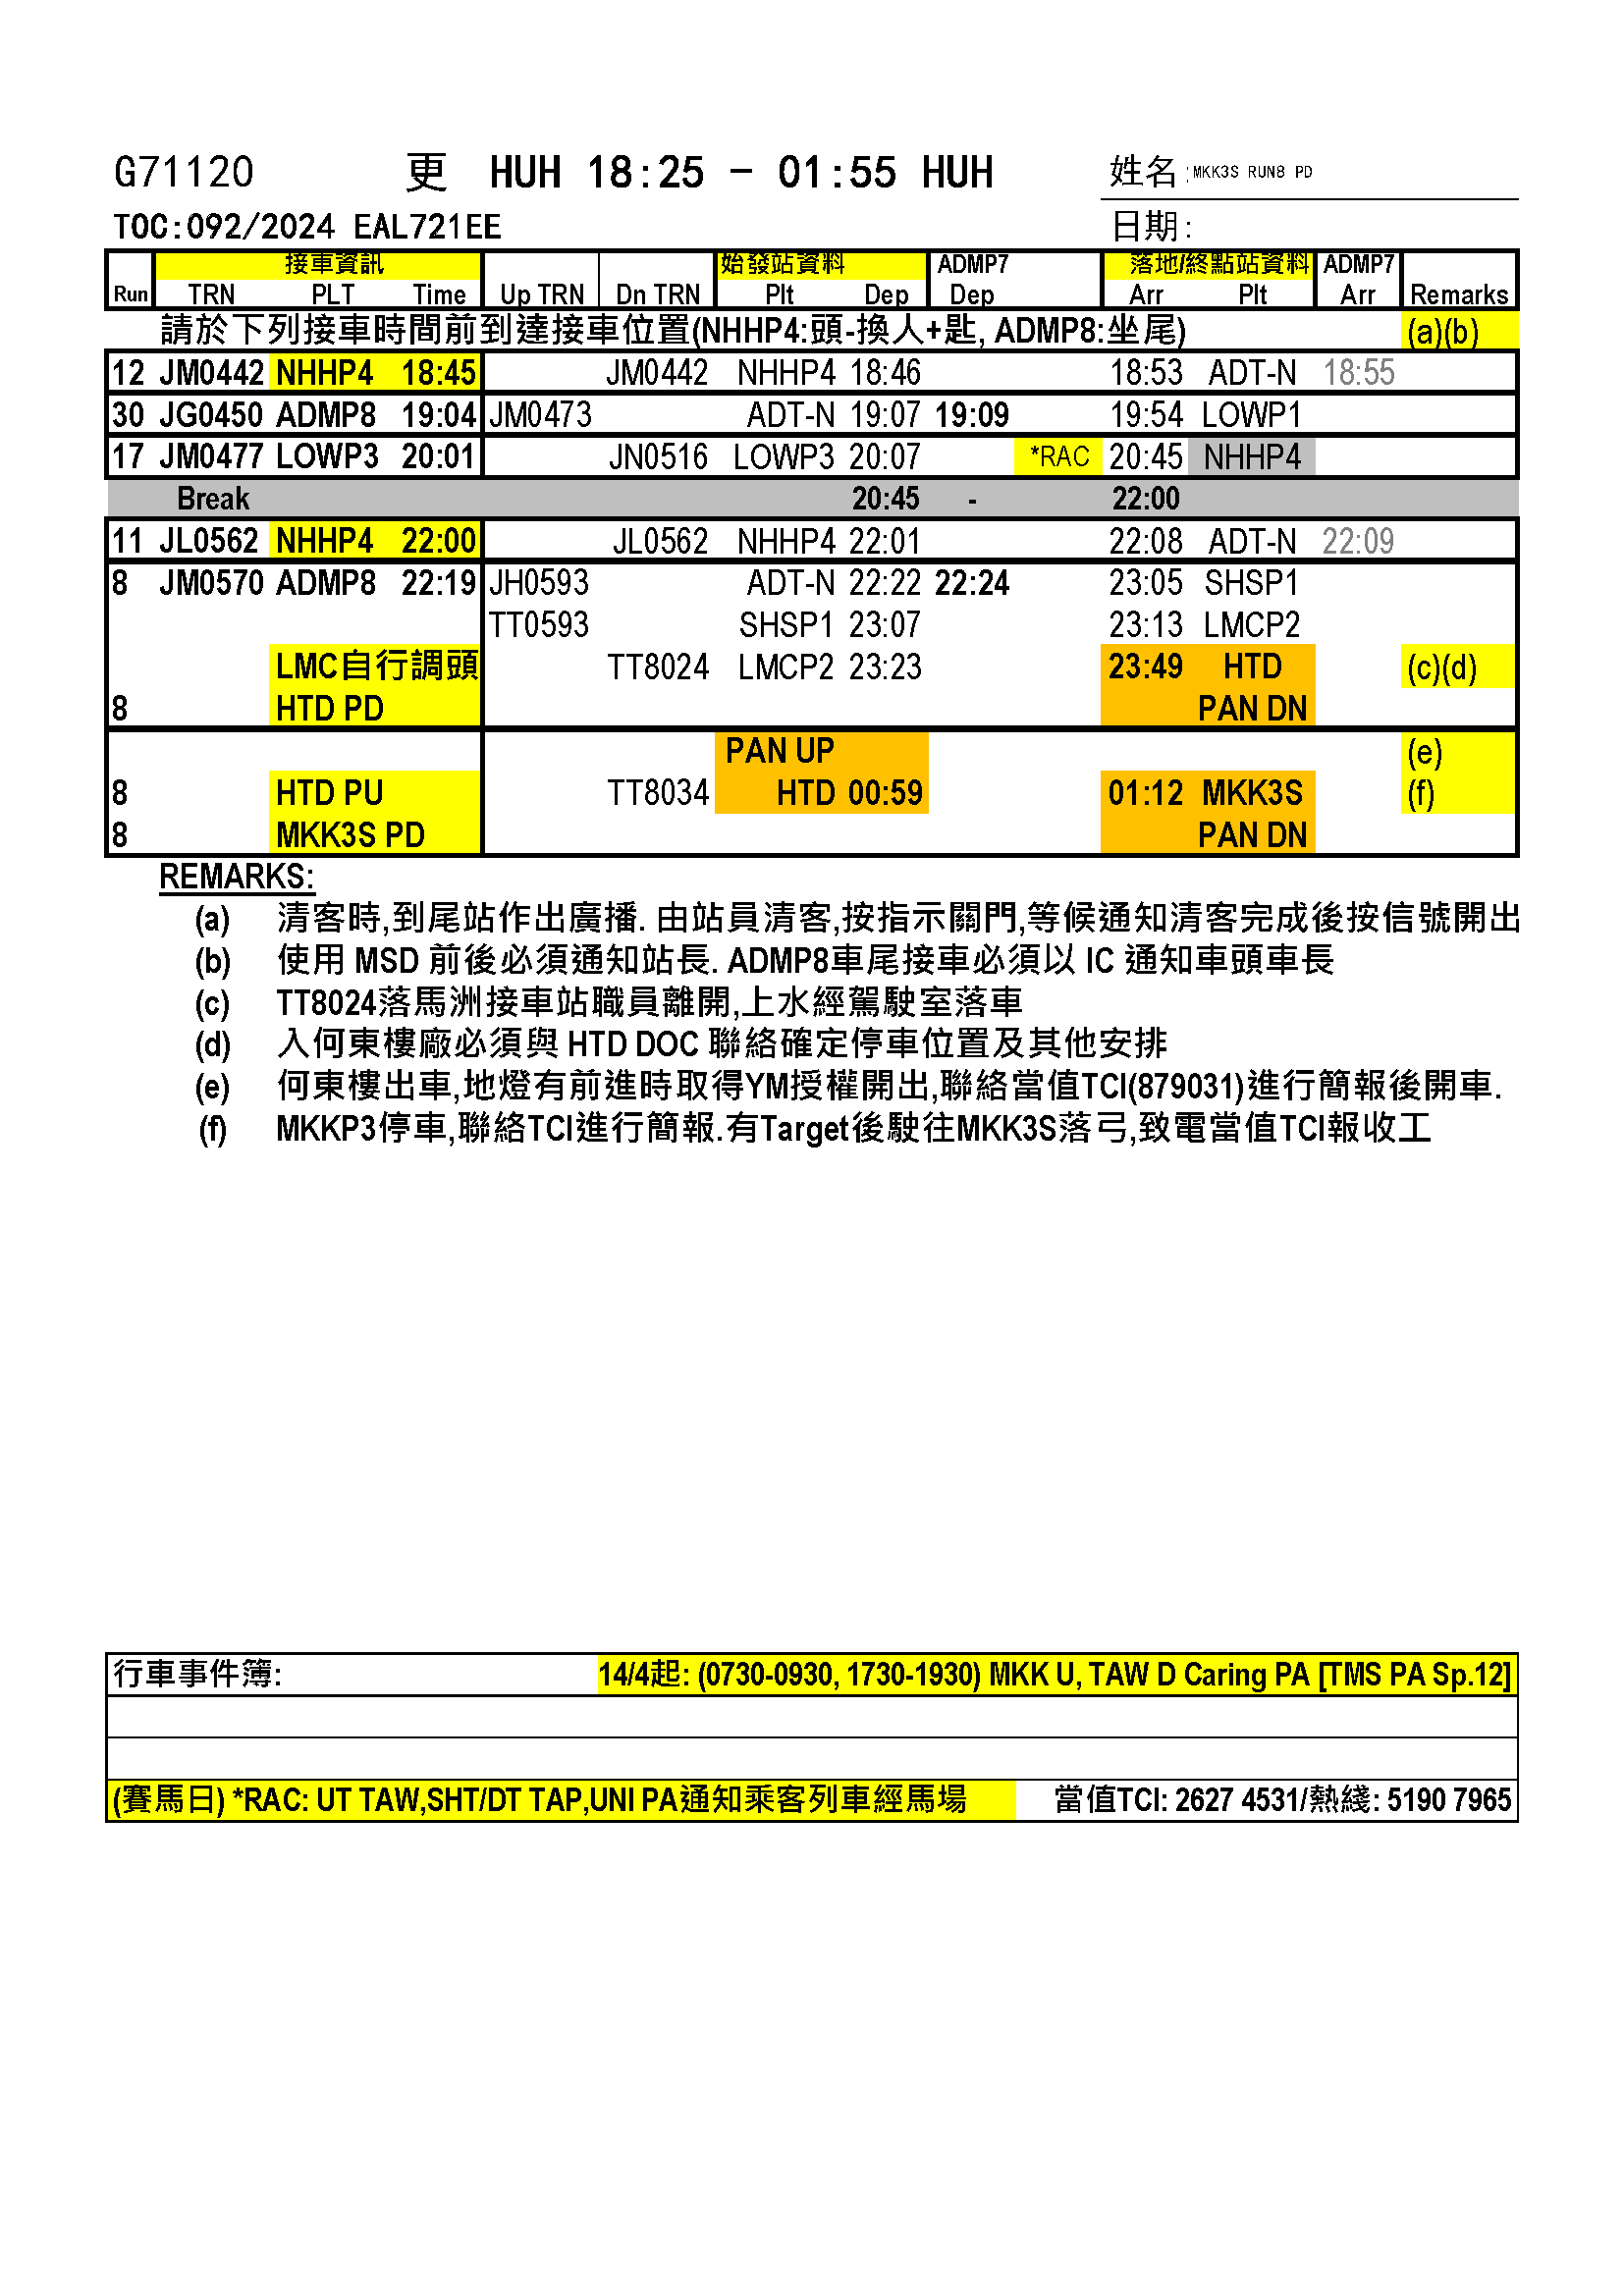 G71120 更 HUH 18:25 - 01:55 HUH 姓名:MKK3S RUN8 PD
TOC:092/2024 EAL721EE 日期:
接車資訊 始發站資料 ADMP7 落地/終點站資料 ADMP7
Run TRN PLT Time Up TRN Dn TRN Plt Dep Dep Arr Plt Arr Remarks
請於下列接車時間前到達接車位置(NHHP4:頭-換人+匙, ADMP8:坐尾) (a)(b)
12 JM0442 NHHP4 18:45 JM0442 NHHP4 18:46 18:53 ADT-N 18:55
30 JG0450 ADMP8 19:04 JM0473 ADT-N 19:07 19:09 19:54 LOWP1
17 JM0477 LOWP3 20:01 JN0516 LOWP3 20:07 *RAC 20:45 NHHP4
Break 20:45 - 22:00
11 JL0562 NHHP4 22:00 JL0562 NHHP4 22:01 22:08 ADT-N 22:09
8 JM0570 ADMP8 22:19 JH0593 ADT-N 22:22 22:24 23:05 SHSP1
TT0593 SHSP1 23:07 23:13 LMCP2
LMC自行調頭 TT8024 LMCP2 23:23 23:49 HTD (c)(d)
8 HTD PD PAN DN
PAN UP (e)
8 HTD PU TT8034 HTD 00:59 01:12 MKK3S (f)
8 MKK3S PD PAN DN
REMARKS:
(a) 清客時,到尾站作出廣播. 由站員清客,按指示關門,等候通知清客完成後按信號開出
(b) 使用 MSD 前後必須通知站長. ADMP8車尾接車必須以 IC 通知車頭車長
(c) TT8024落馬洲接車站職員離開,上水經駕駛室落車
(d) 入何東樓廠必須與 HTD DOC 聯絡確定停車位置及其他安排
(e) 何東樓出車,地燈有前進時取得YM授權開出,聯絡當值TCI(879031)進行簡報後開車.
(f) MKKP3停車,聯絡TCI進行簡報.有Target後駛往MKK3S落弓,致電當值TCI報收工
行車事件簿: 14/4起: (0730-0930, 1730-1930) MKK U, TAW D Caring PA [TMS PA Sp.12]
(賽馬日) *RAC: UT TAW,SHT/DT TAP,UNI PA通知乘客列車經馬場 當值TCI: 2627 4531/熱綫: 5190 7965